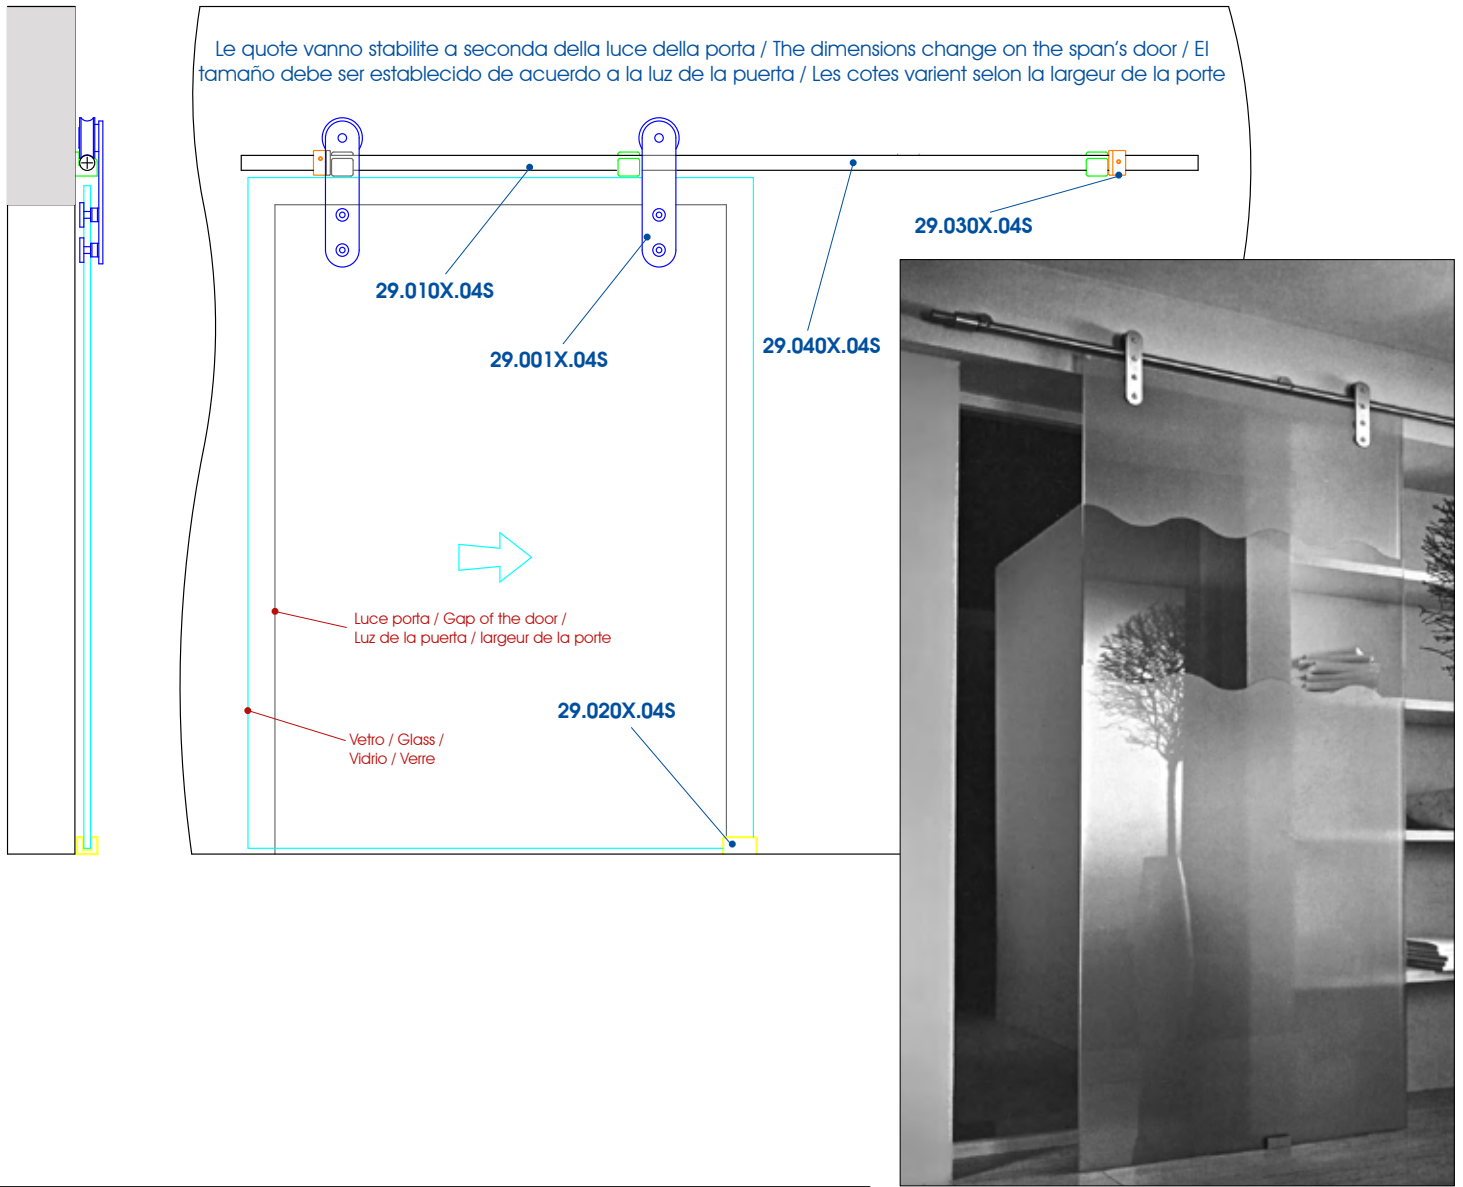 Le quote vanno stabilite a seconda della luce della porta / The dimensions change on the span's door / El
tamaño debe ser establecido de acuerdo a la luz de la puerta / Les cotes varient selon la largeur de la porte
29.030X.04S
29.010X.04S
29.001X.04S
29.040X.04S
Luce porta / Gap of the door /
Luz de la puerta / largeur de la porte
29.020X.04S
Vetro / Glass /
Vidrio / Verre